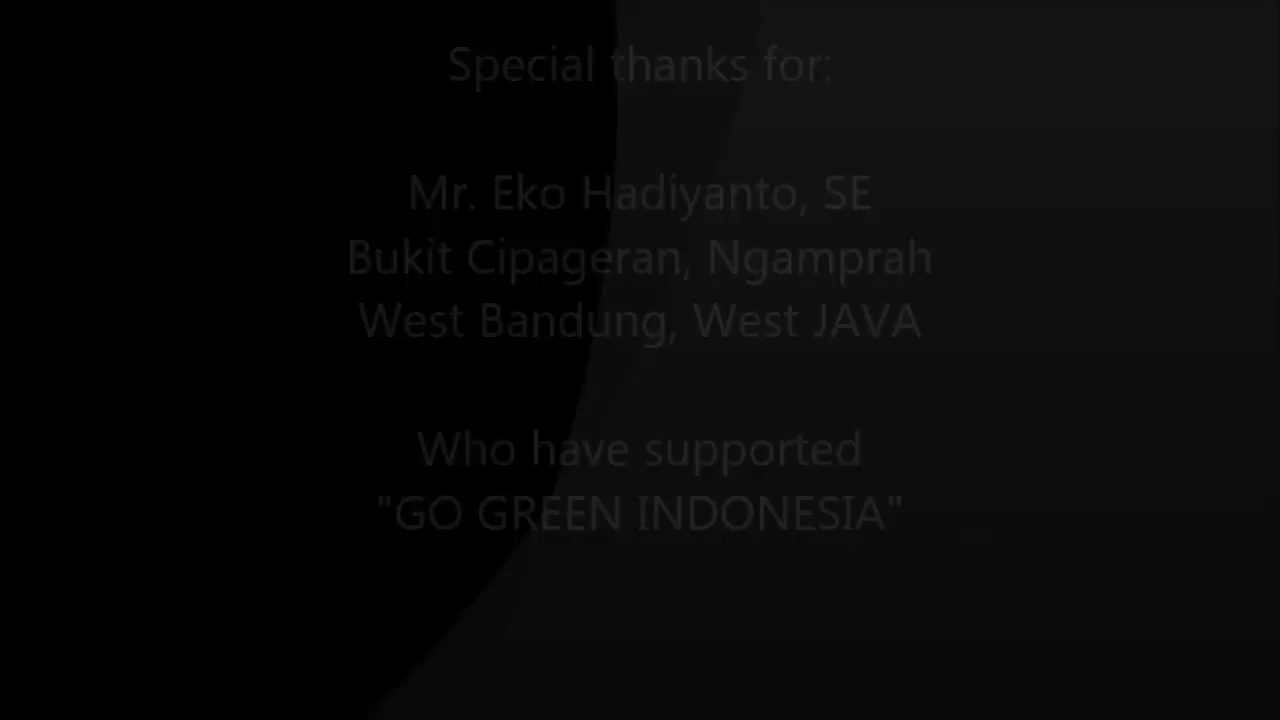 Special thanks for:
Mr. Eko Hadiyanto, SE
Bukit Cipageran, Ngamprah
West Bandung, West JAVA
Who have supported
"GO GREEN INDONESIA"